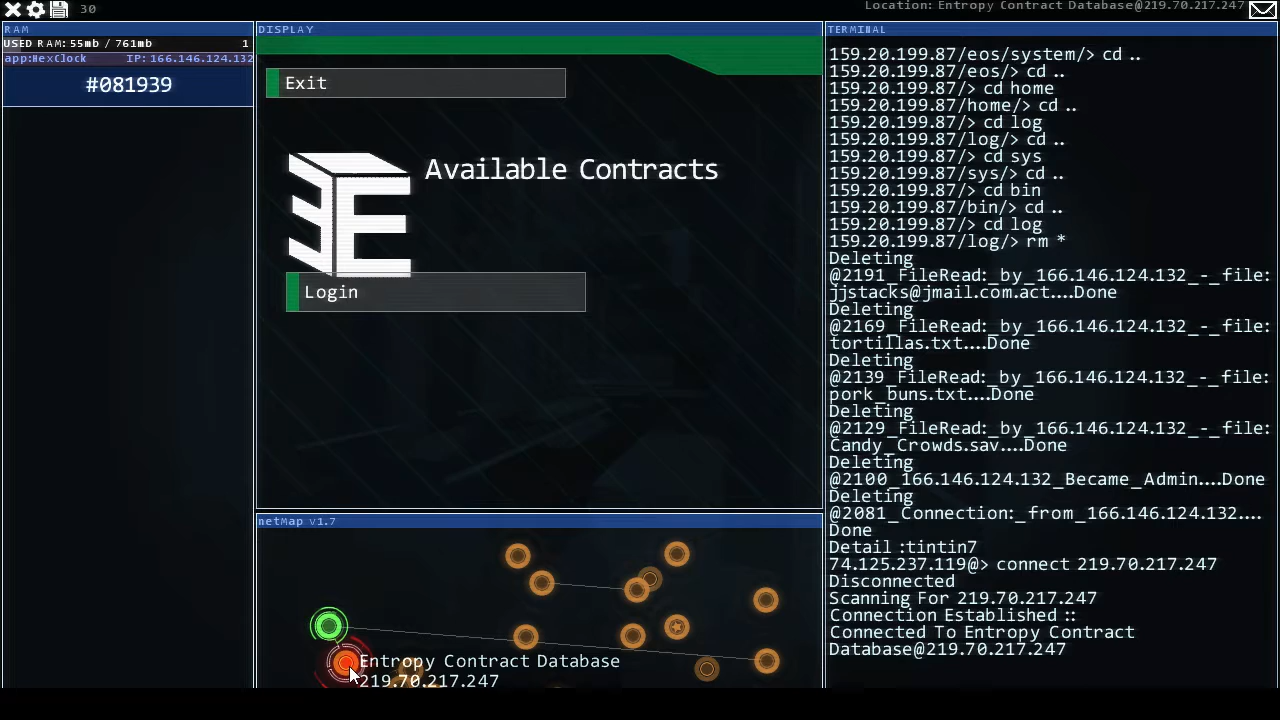 30
Location: Entropy Contract Database@219.70.217.247
RAM
USED RAM: 55mb / 761mb 1
app:HexClock IP: 166.146.124.132
#081939
DISPLAY
Exit
Available Contracts
Login
netMap v1.7
Entropy Contract Database
219.70.217.247
TERMINAL
159.20.199.87/eos/system/> cd ..
159.20.199.87/eos/> cd ..
159.20.199.87/> cd home
159.20.199.87/home/> cd ..
159.20.199.87/> cd log
159.20.199.87/log/> cd ..
159.20.199.87/> cd sys
159.20.199.87/sys/> cd ..
159.20.199.87/> cd bin
159.20.199.87/bin/> cd ..
159.20.199.87/> cd log
159.20.199.87/log/> rm *
Deleting
@2191_FileRead:_by_166.146.124.132_-_file:
jjstacks@jmail.com.act....Done
Deleting
@2169_FileRead:_by_166.146.124.132_-_file:
tortillas.txt....Done
Deleting
@2139_FileRead:_by_166.146.124.132_-_file:
pork_buns.txt....Done
Deleting
@2129_FileRead:_by_166.146.124.132_-_file:
Candy_Crowds.sav....Done
Deleting
@2100_166.146.124.132_Became_Admin....Done
Deleting
@2081_Connection:_from_166.146.124.132....
Done
Detail :tintin7
74.125.237.119@> connect 219.70.217.247
Disconnected
Scanning For 219.70.217.247
Connection Established ::
Connected To Entropy Contract
Database@219.70.217.247